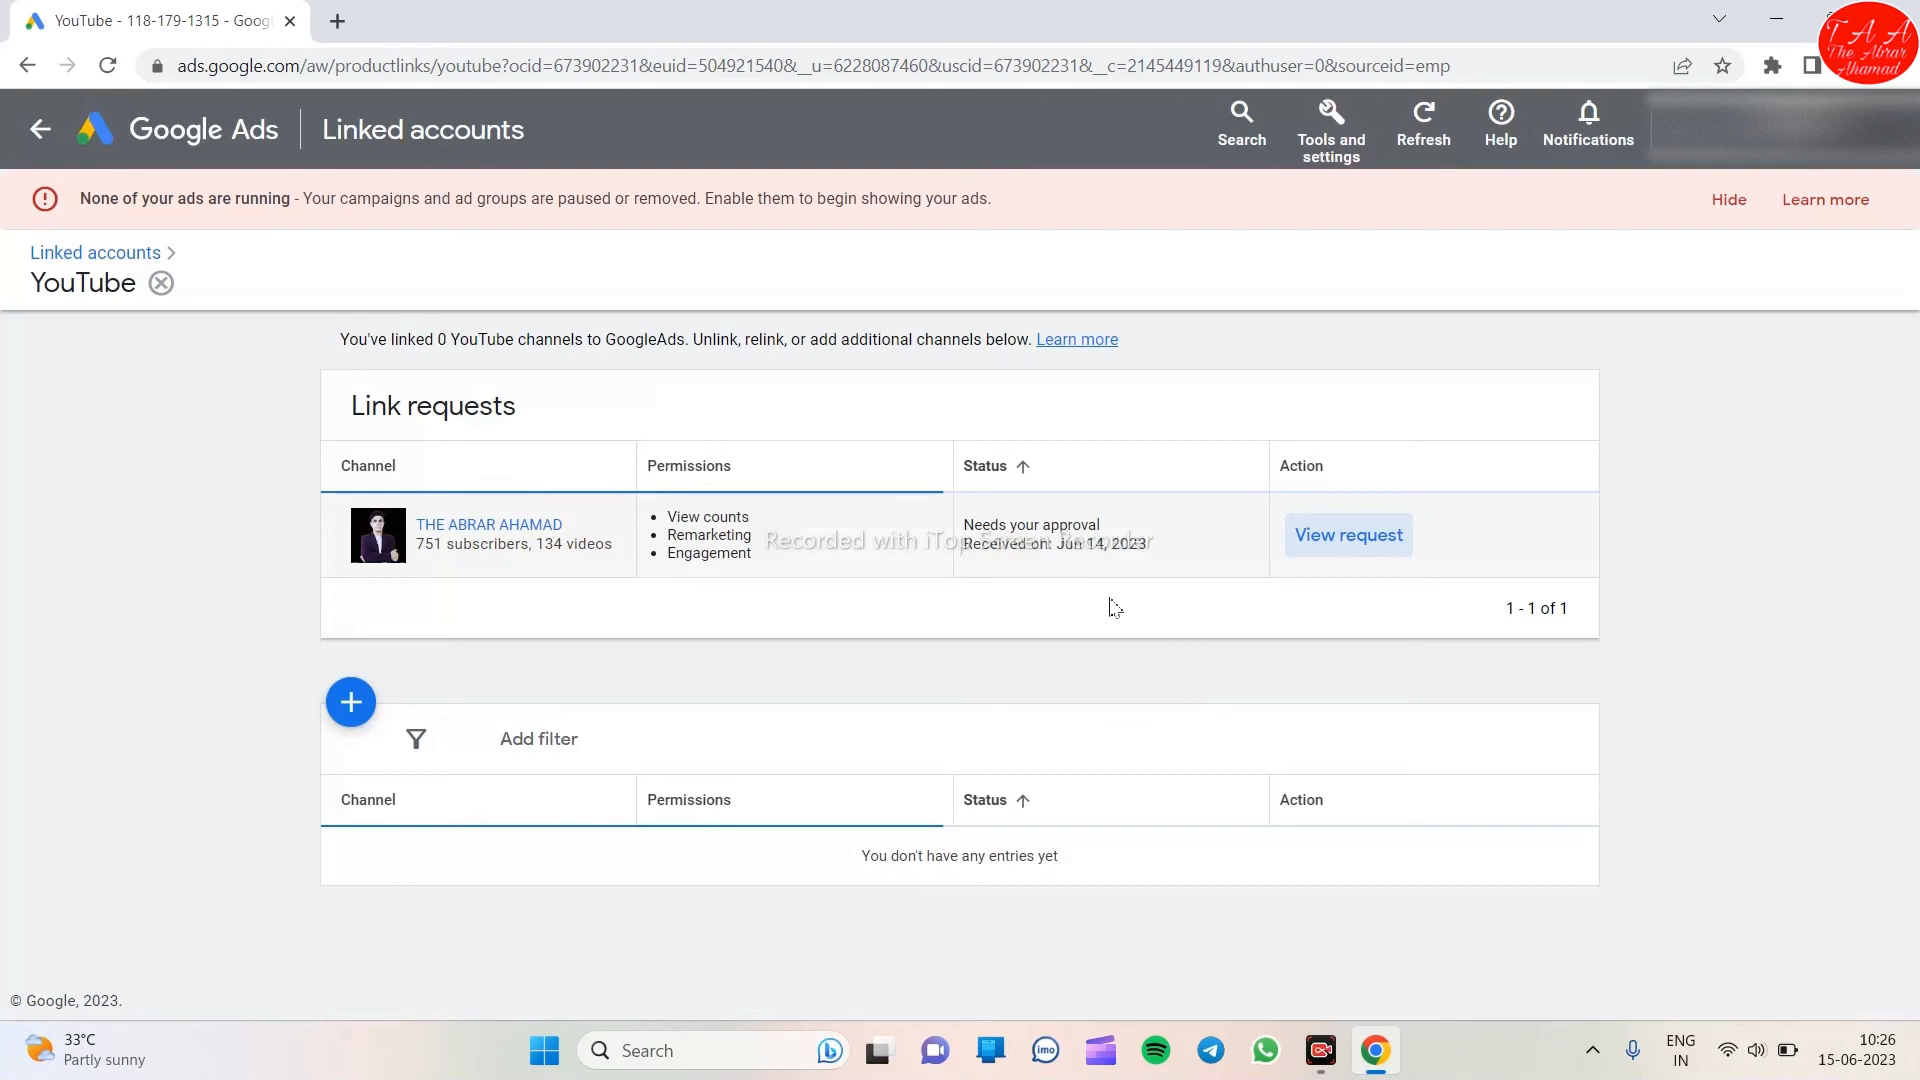 YouTube - 118-179-1315 - Goog
T A A
The Abrar
Ahamad
ads.google.com/aw/productlinks/youtube?ocid=673902231&euid=504921540&__u=6228087460&uscid=673902231&__c=2145449119&authuser=0&sourceid=emp
Google Ads
Linked accounts
Search
Tools and
settings
Refresh
Help
Notifications
None of your ads are running - Your campaigns and ad groups are paused or removed. Enable them to begin showing your ads.
Hide
Learn more
Linked accounts
YouTube
You've linked 0 YouTube channels to GoogleAds. Unlink, relink, or add additional channels below. Learn more
Link requests
Channel
Permissions
Status
Action
THE ABRAR AHAMAD
751 subscribers, 134 videos
• View counts
• Remarketing
• Engagement
Needs your approval
Received on: Jun 14, 2023
Recorded with iTop Screen Recorder
View request
1 - 1 of 1
Add filter
Channel
Permissions
Status
Action
You don't have any entries yet
© Google, 2023.
33°C
Partly sunny
Search
imo
ENG
IN
10:26
15-06-2023